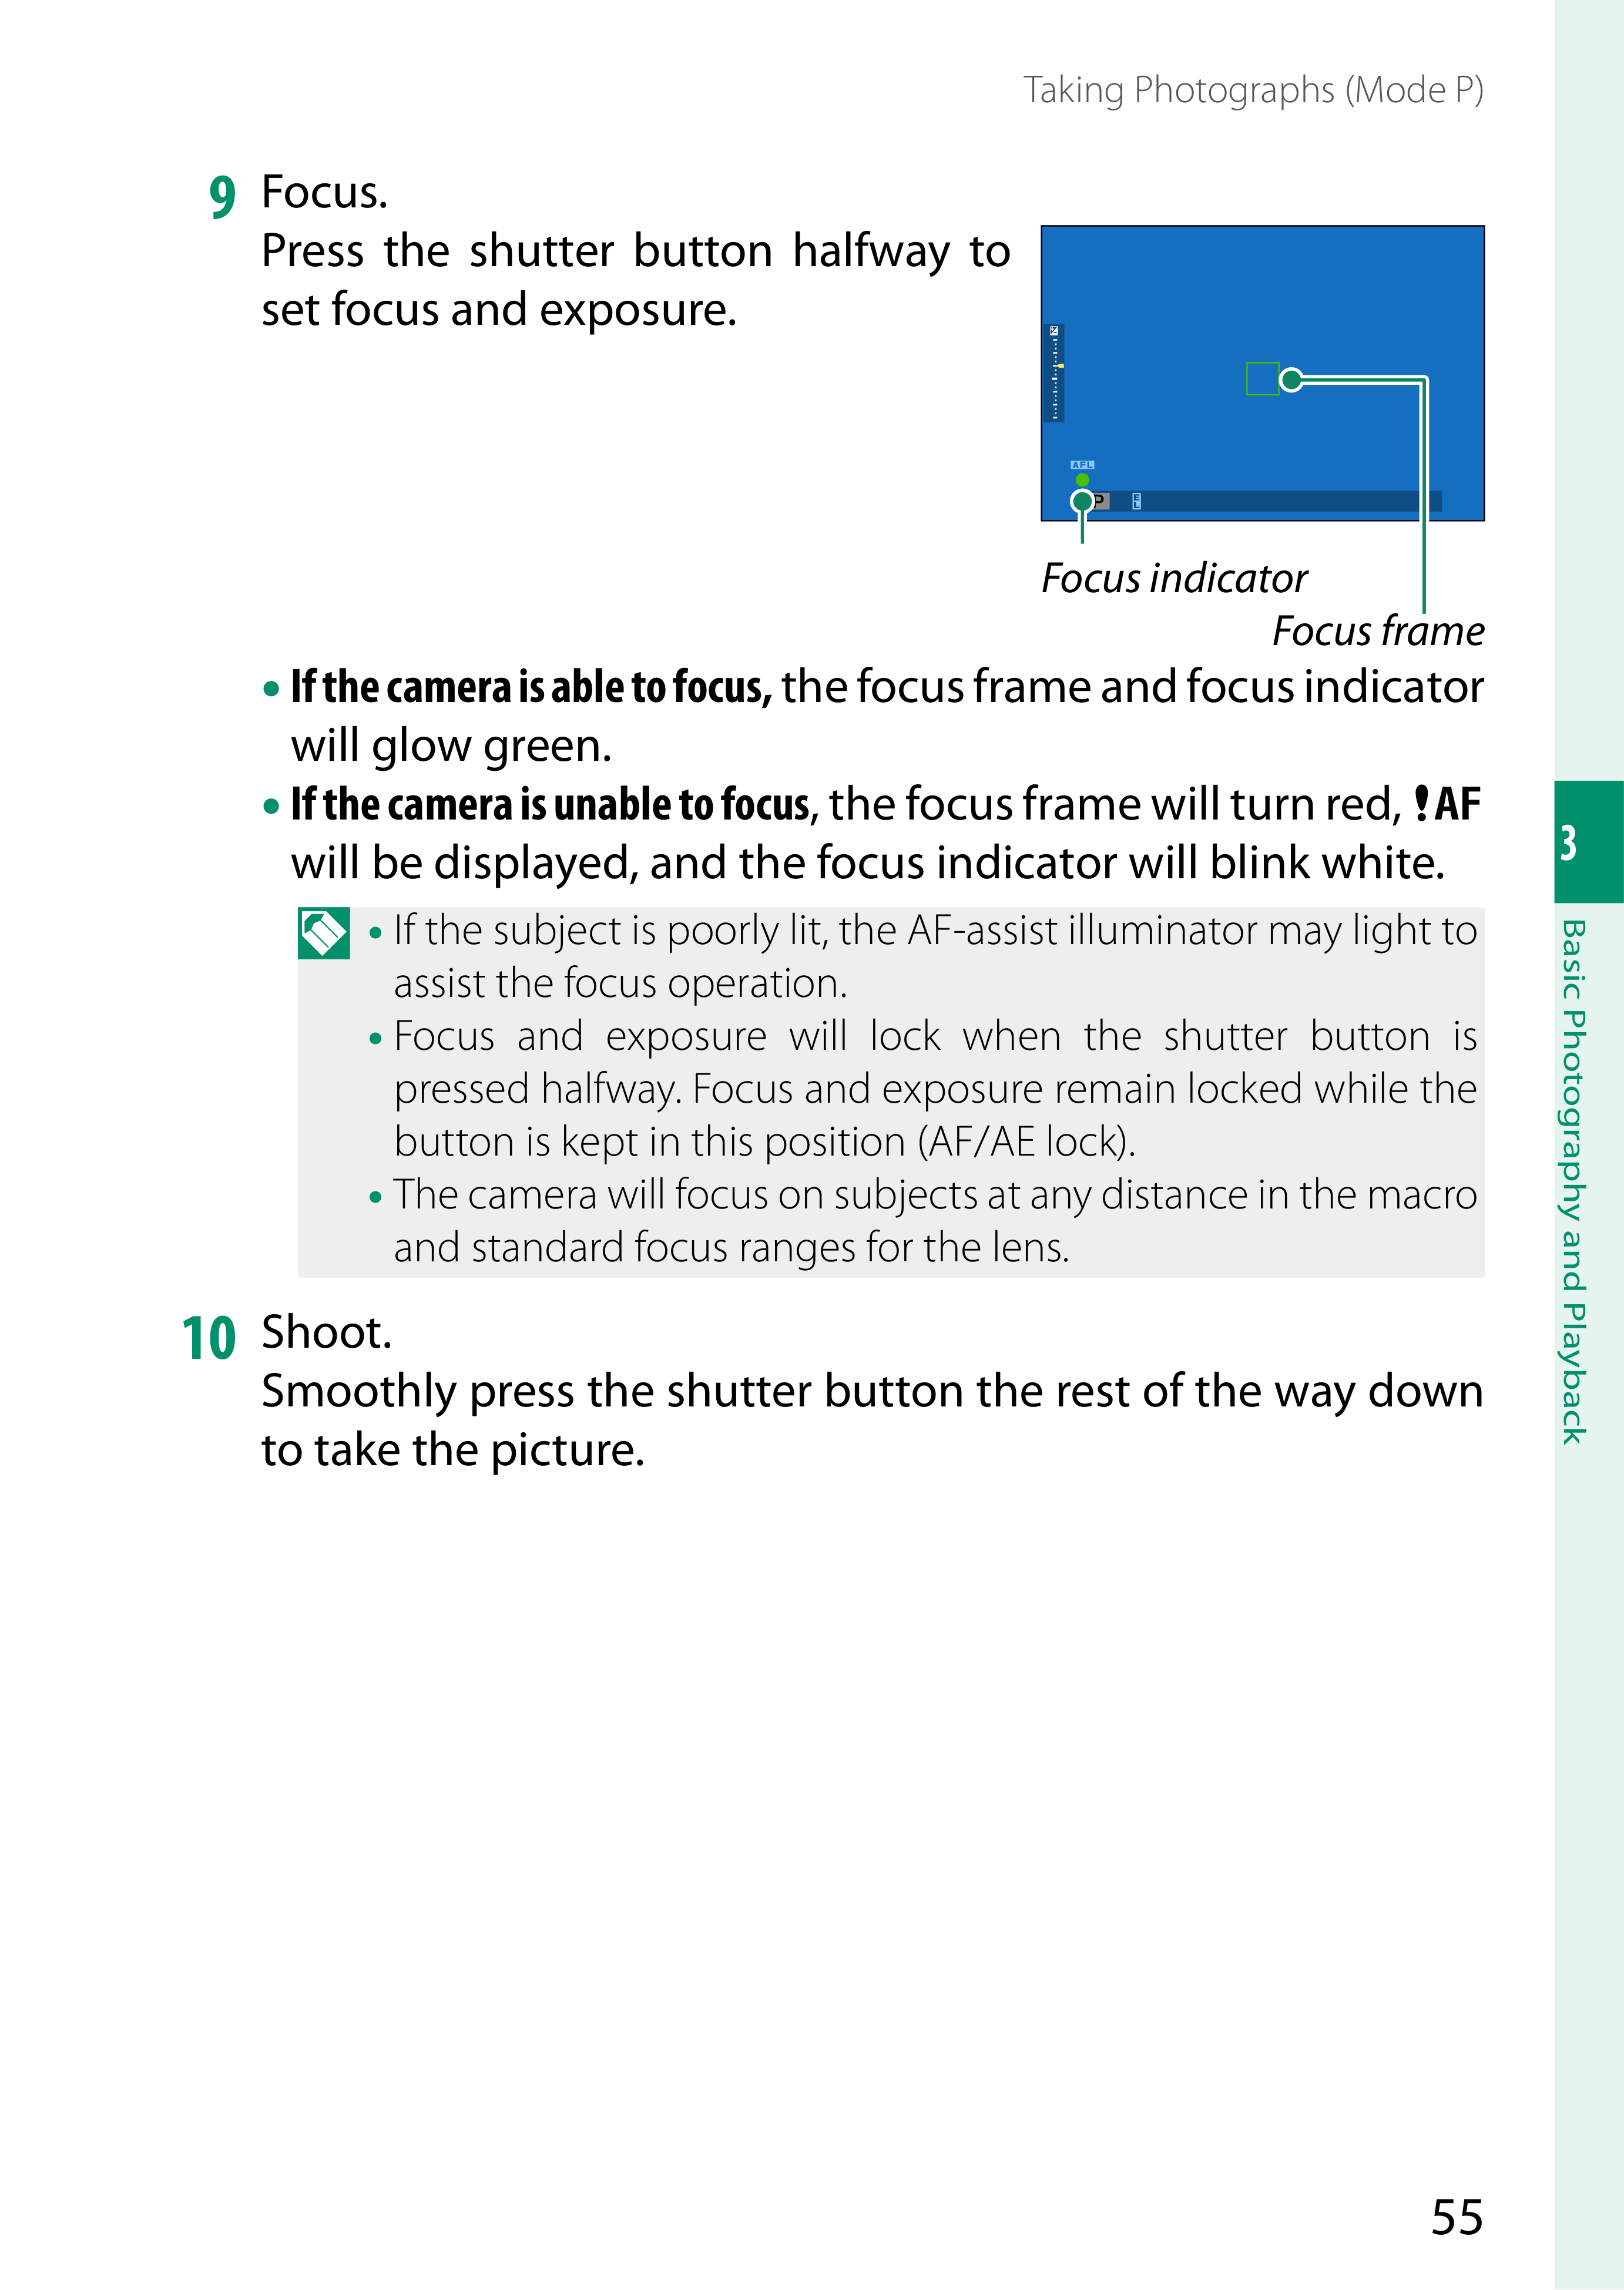 Taking Photographs (Mode P)
9 Focus.
Press the shutter button halfway to
set focus and exposure.
AFL
P
E
L
Focus indicator
Focus frame
• If the camera is able to focus, the focus frame and focus indicator
will glow green.
• If the camera is unable to focus, the focus frame will turn red, !AF
will be displayed, and the focus indicator will blink white.
• If the subject is poorly lit, the AF-assist illuminator may light to
assist the focus operation.
• Focus and exposure will lock when the shutter button is
pressed halfway. Focus and exposure remain locked while the
button is kept in this position (AF/AE lock).
• The camera will focus on subjects at any distance in the macro
and standard focus ranges for the lens.
10 Shoot.
Smoothly press the shutter button the rest of the way down
to take the picture.
3
Basic Photography and Playback
55